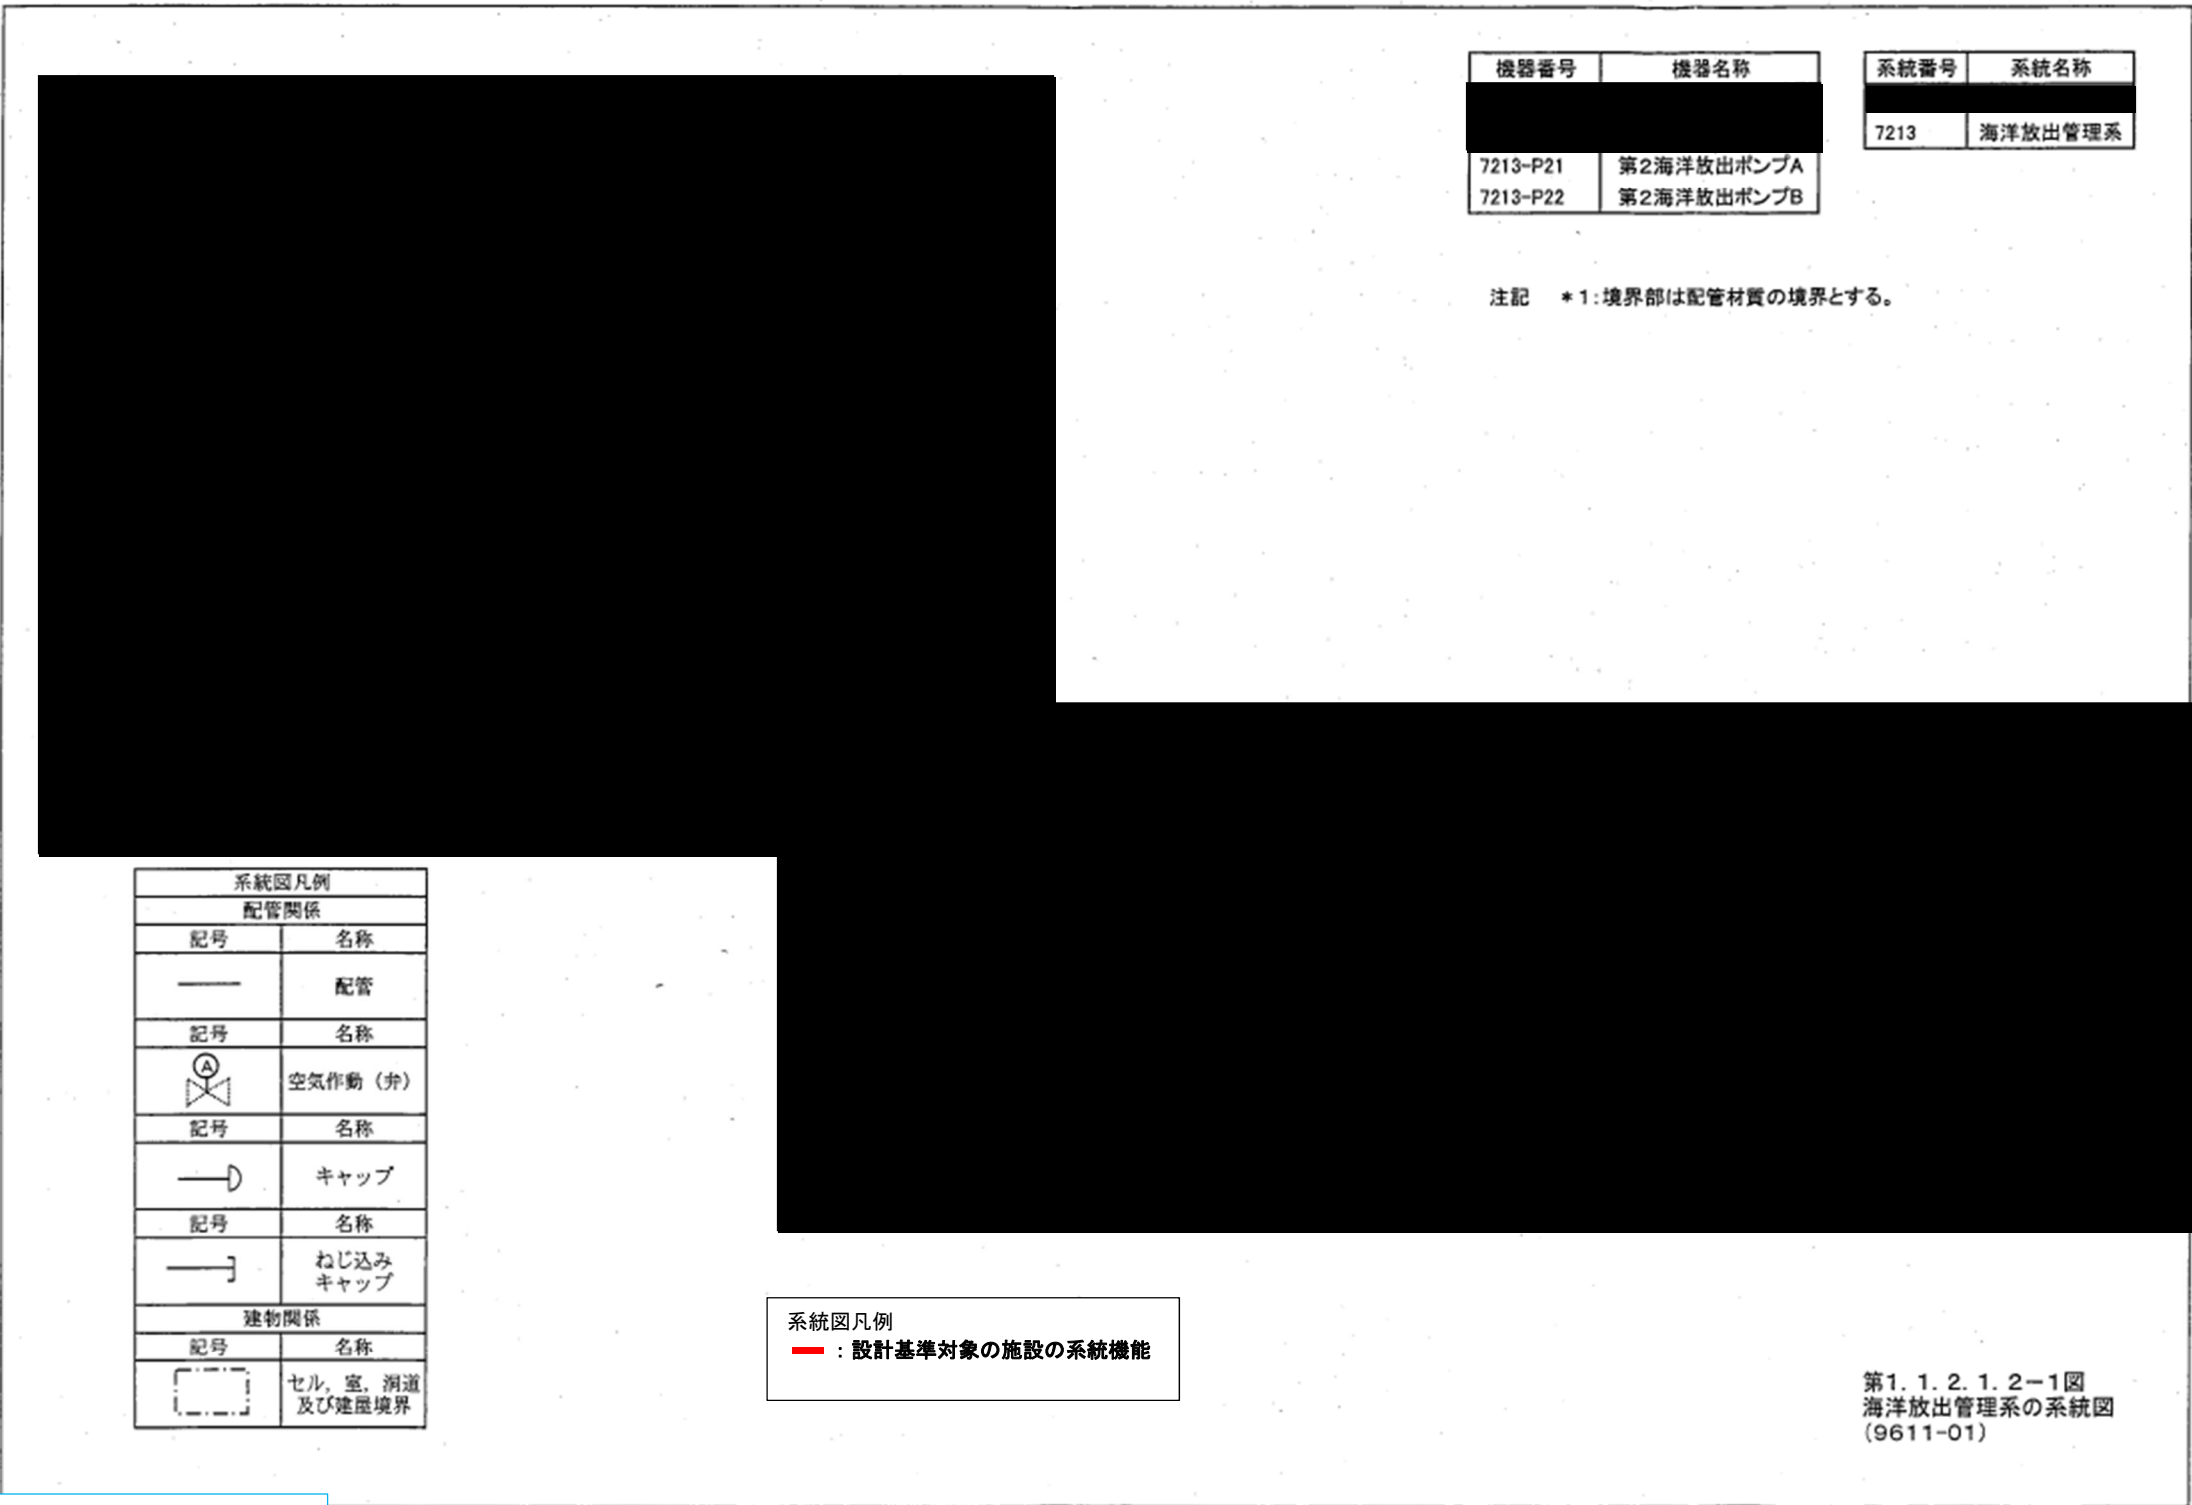 機器番号 機器名称
7213-P21 第2海洋放出ポンプA
7213-P22 第2海洋放出ポンプB
系統番号 系統名称
7213 海洋放出管理系
注記 *1:境界部は配管材質の境界とする。
系統図凡例
配管関係
記号 名称
配管
記号 名称
A 空気作動(弁)
記号 名称
キャップ
記号 名称
ねじ込み
キャップ
建物関係
記号 名称
セル,室,洞道
及び建屋境界
系統図凡例
:設計基準対象の施設の系統機能
第1.1.2.1.2-1図
海洋放出管理系の系統図
(9611-01)